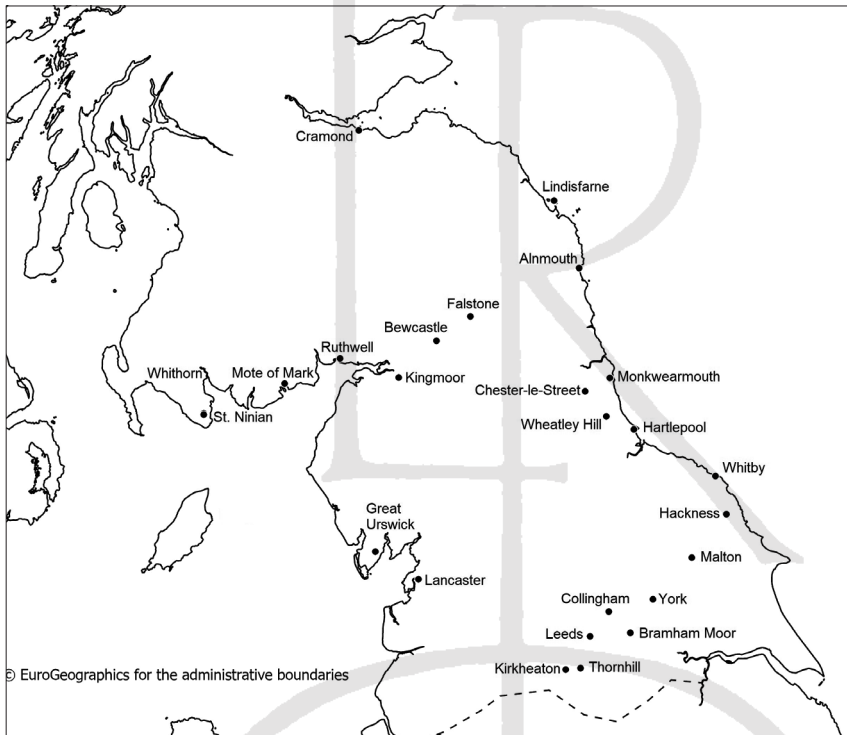 Cramond
Lindisfarne
Alnmouth
Falstone
Bewcastle
Ruthwell
Whithorn
Mote of Mark
Kingmoor
Monkwearmouth
Chester-le-Street
St. Ninian
Wheatley Hill
Hartlepool
Whitby
Great
Urswick
Hackness
Malton
Lancaster
Collingham
York
Leeds
Bramham Moor
Kirkheaton
Thornhill
© EuroGeographics for the administrative boundaries